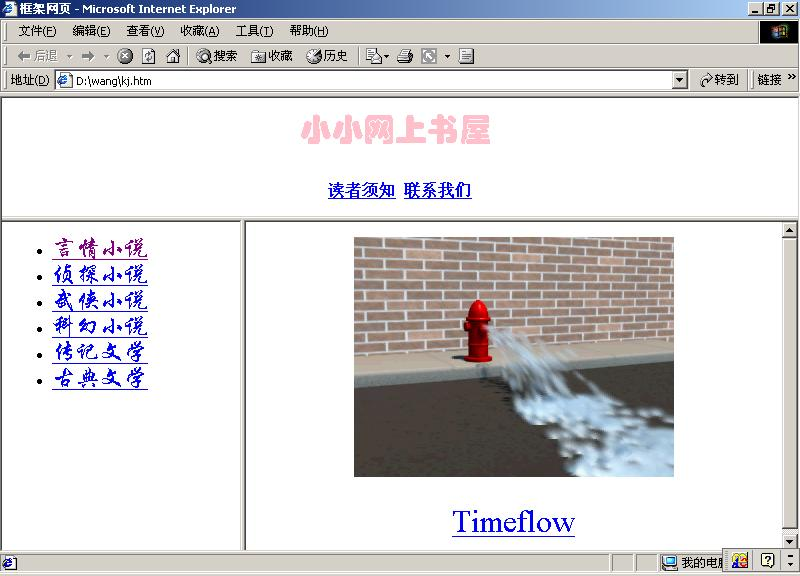 框架网页 - Microsoft Internet Explorer
文件(F) 编辑(E) 查看(V) 收藏(A) 工具(T) 帮助(H)
后退 搜索 收藏 历史
地址(D) D:\wang\kj.htm 转到 链接 »
小小网上书屋
读者须知 联系我们
言情小说
侦探小说
武侠小说
科幻小说
传记文学
古典文学
Timeflow
我的电